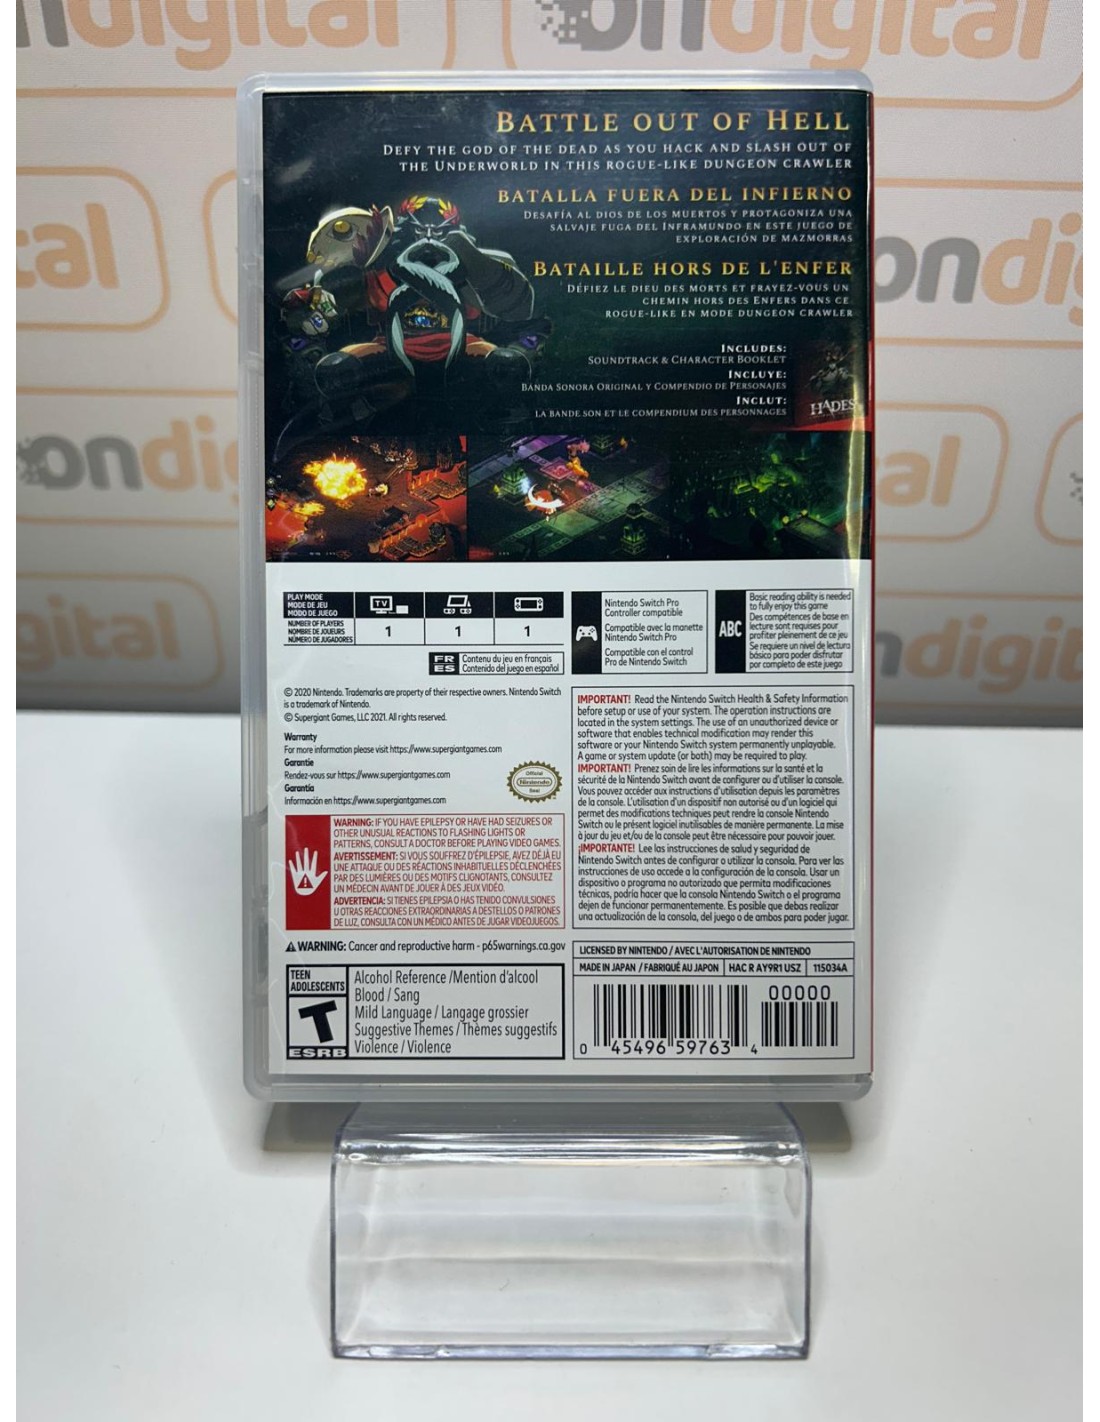 ondigital
ondigital
BATTLE OUT OF HELL
DEFY THE GOD OF THE DEAD AS YOU HACK AND SLASH OUT OF
THE UNDERWORLD IN THIS ROGUE-LIKE DUNGEON CRAWLER
BATALLA FUERA DEL INFIERNO
DESAFÍA AL DIOS DE LOS MUERTOS Y PROTAGONIZA UNA
SALVAJE FUGA DEL INFRAMUNDO EN ESTE JUEGO DE
EXPLORACIÓN DE MAZMORRAS
BATAILLE HORS DE L'ENFER
DÉFIEZ LE DIEU DES MORTS ET FRAYEZ-VOUS UN
CHEMIN HORS DES ENFERS DANS CE
ROGUE-LIKE EN MODE DUNGEON CRAWLER
INCLUDES:
SOUNDTRACK & CHARACTER BOOKLET
INCLUYE:
BANDA SONORA ORIGINAL Y COMPENDIO DE PERSONAJES
INCLUT:
LA BANDE.SON ET LE COMPENDIUM DES PERSONNAGES
HADES
PLAY MODE
MODE DE JEU
MODO DE JUEGO
TV
NUMBER OF PLAYERS
NOMBRE DE JOUEURS
NÚMERO DE JUGADORES
1
1
1
FR
ES
Contenu du jeu en français
Contenido del juego en español
Nintendo Switch Pro
Controller compatible
Compatible avec la manette
Nintendo Switch Pro
Compatible con el control
Pro de Nintendo Switch
ABC
Basic reading ability is needed
to fully enjoy this game
Des compétences de base en
lecture sont requises pour
profiter pleinement de ce jeu
Se requiere un nivel de lectura
básico para poder disfrutar
por completo de este juego
© 2020 Nintendo. Trademarks are property of their respective owners. Nintendo Switch
is a trademark of Nintendo.
© Supergiant Games, LLC 2021. All rights reserved.
Warranty
For more information please visit https://www.supergiantgames.com
Garantie
Rendez-vous sur https://www.supergiantgames.com
Garantía
Información en https://www.supergiantgames.com
Official
Nintendo
Seal
WARNING: IF YOU HAVE EPILEPSY OR HAVE HAD SEIZURES OR
OTHER UNUSUAL REACTIONS TO FLASHING LIGHTS OR
PATTERNS, CONSULT A DOCTOR BEFORE PLAYING VIDEO GAMES.
AVERTISSEMENT: SI VOUS SOUFFREZ D'ÉPILEPSIE, AVEZ DÉJÀ EU
UNE ATTAQUE OU DES RÉACTIONS INHABITUELLES DÉCLENCHÉES
PAR DES LUMIÈRES OU DES MOTIFS CLIGNOTANTS, CONSULTEZ
UN MÉDECIN AVANT DE JOUER À DES JEUX VIDÉO.
ADVERTENCIA: SI TIENES EPILEPSIA O HAS TENIDO CONVULSIONES
U OTRAS REACCIONES EXTRAORDINARIAS A DESTELLOS O PATRONES
DE LUZ, CONSULTA CON UN MÉDICO ANTES DE JUGAR VIDEOJUEGOS.
IMPORTANT! Read the Nintendo Switch Health & Safety Information
before setup or use of your system. The operation instructions are
located in the system settings. The use of an unauthorized device or
software that enables technical modification may render this
software or your Nintendo Switch system permanently unplayable.
A game or system update (or both) may be required to play.
IMPORTANT! Prenez soin de lire les informations sur la santé et la
sécurité de la Nintendo Switch avant de configurer ou d'utiliser la console.
Vous pouvez accéder aux instructions d'utilisation depuis les paramètres
de la console. L'utilisation d'un dispositif non autorisé ou d'un logiciel qui
permet des modifications techniques peut rendre la console Nintendo
Switch ou le présent logiciel inutilisables de manière permanente. La mise
à jour du jeu et/ou de la console peut être nécessaire pour pouvoir jouer.
¡IMPORTANTE! Lee las instrucciones de salud y seguridad de
Nintendo Switch antes de configurar o utilizar la consola. Para ver las
instrucciones de uso accede a la configuración de la consola. Usar un
dispositivo o programa no autorizado que permita modificaciones
técnicas, podría hacer que la consola Nintendo Switch o el programa
dejen de funcionar permanentemente. Es posible que debas realizar
una actualización de la consola, del juego o de ambos para poder jugar.
WARNING: Cancer and reproductive harm - p65warnings.ca.gov
LICENSED BY NINTENDO / AVEC L'AUTORISATION DE NINTENDO
MADE IN JAPAN / FABRIQUÉ AU JAPON
HAC R AY9R1 USZ
115034A
TEEN
ADOLESCENTS
T
ESRB
Alcohol Reference /Mention d'alcool
Blood / Sang
Mild Language / Langage grossier
Suggestive Themes / Thèmes suggestifs
Violence / Violence
00000
0 45496 59763 4